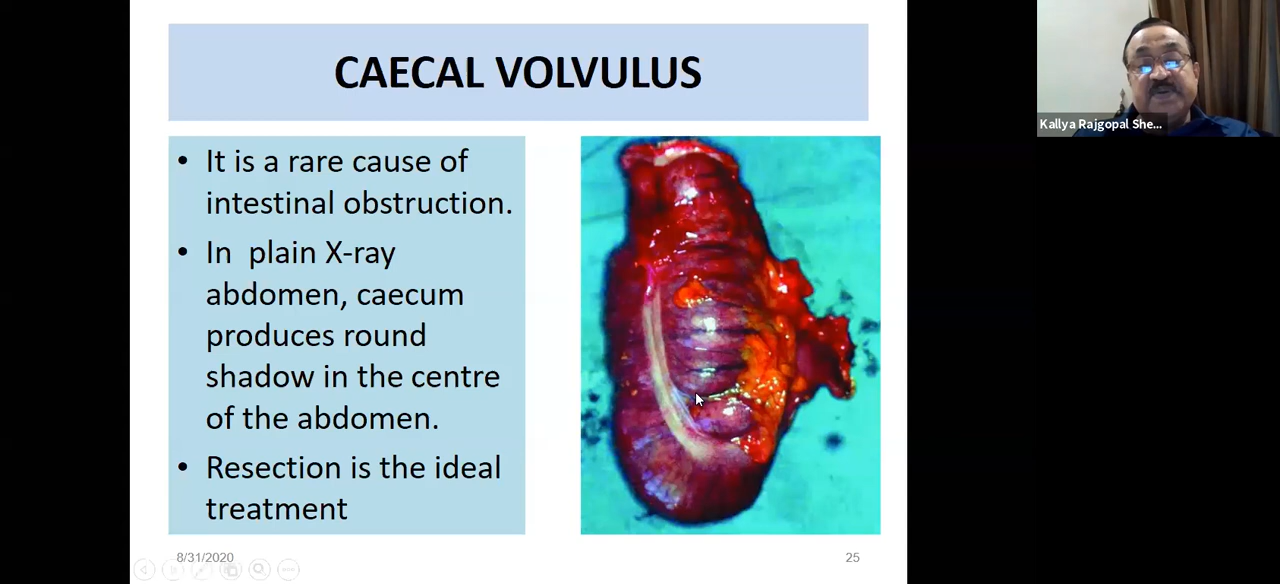 CAECAL VOLVULUS
• It is a rare cause of
intestinal obstruction.
• In plain X-ray
abdomen, caecum
produces round
shadow in the centre
of the abdomen.
• Resection is the ideal
treatment
8/31/2020
25
Kallya Rajgopal She...